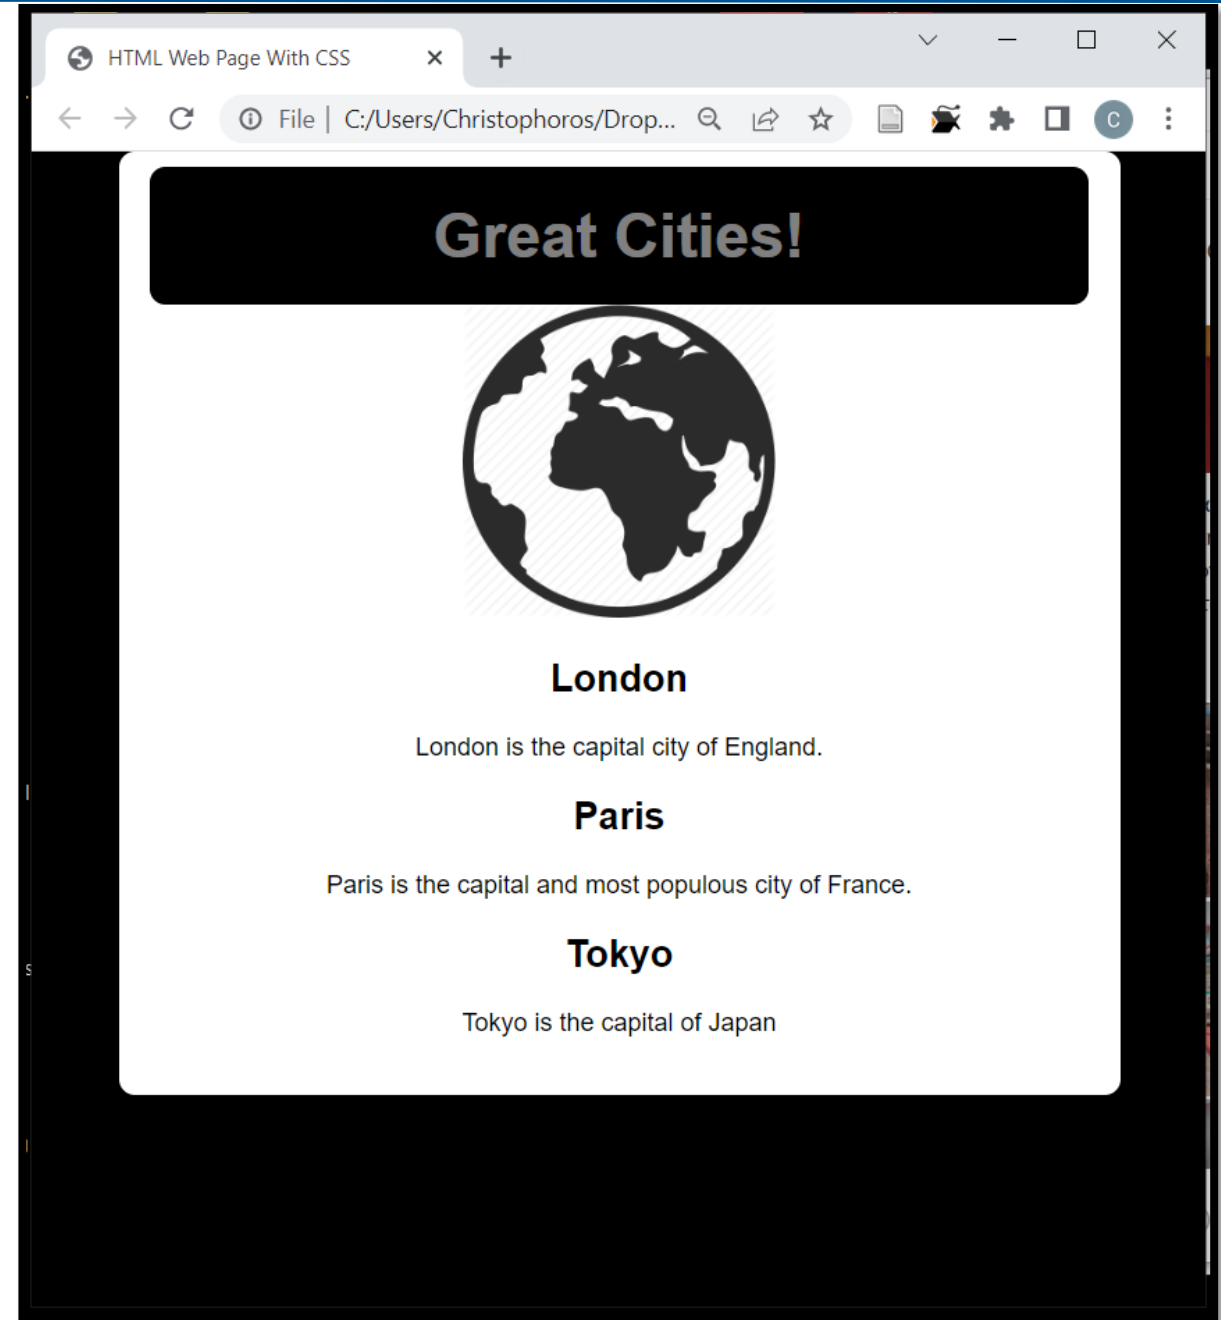 HTML Web Page With CSS
File | C:/Users/Christophoros/Drop...
C
Great Cities!
London
London is the capital city of England.
Paris
Paris is the capital and most populous city of France.
Tokyo
Tokyo is the capital of Japan